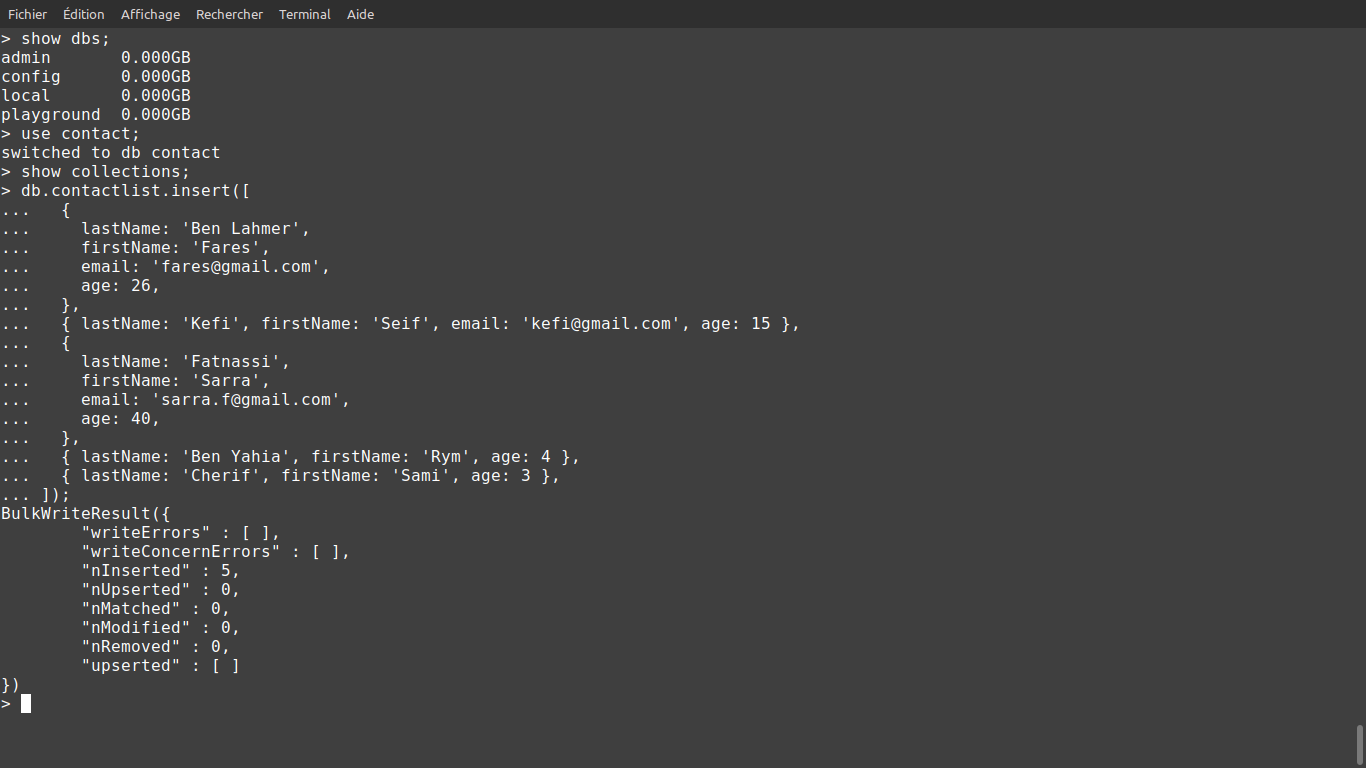 Fichier Édition Affichage Rechercher Terminal Aide
> show dbs;
admin       0.000GB
config      0.000GB
local       0.000GB
playground  0.000GB
> use contact;
switched to db contact
> show collections;
> db.contactlist.insert([
...   {
...     lastName: 'Ben Lahmer',
...     firstName: 'Fares',
...     email: 'fares@gmail.com',
...     age: 26,
...   },
...   { lastName: 'Kefi', firstName: 'Seif', email: 'kefi@gmail.com', age: 15 },
...   {
...     lastName: 'Fatnassi',
...     firstName: 'Sarra',
...     email: 'sarra.f@gmail.com',
...     age: 40,
...   },
...   { lastName: 'Ben Yahia', firstName: 'Rym', age: 4 },
...   { lastName: 'Cherif', firstName: 'Sami', age: 3 },
... ]);
BulkWriteResult({
        "writeErrors" : [ ],
        "writeConcernErrors" : [ ],
        "nInserted" : 5,
        "nUpserted" : 0,
        "nMatched" : 0,
        "nModified" : 0,
        "nRemoved" : 0,
        "upserted" : [ ]
})
>